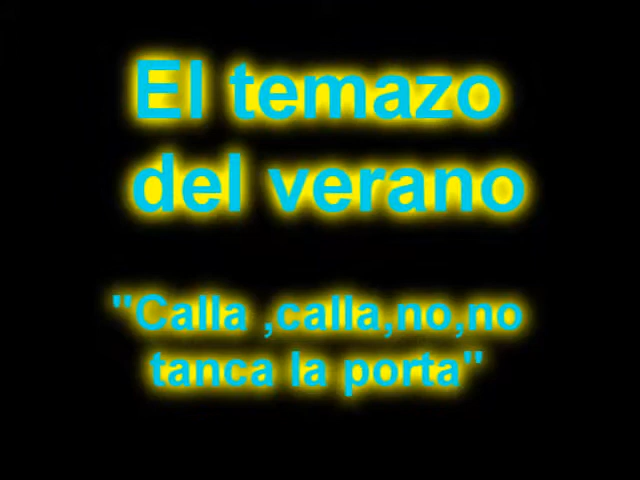 El temazo
del verano
"Calla ,calla,no,no
tanca la porta"